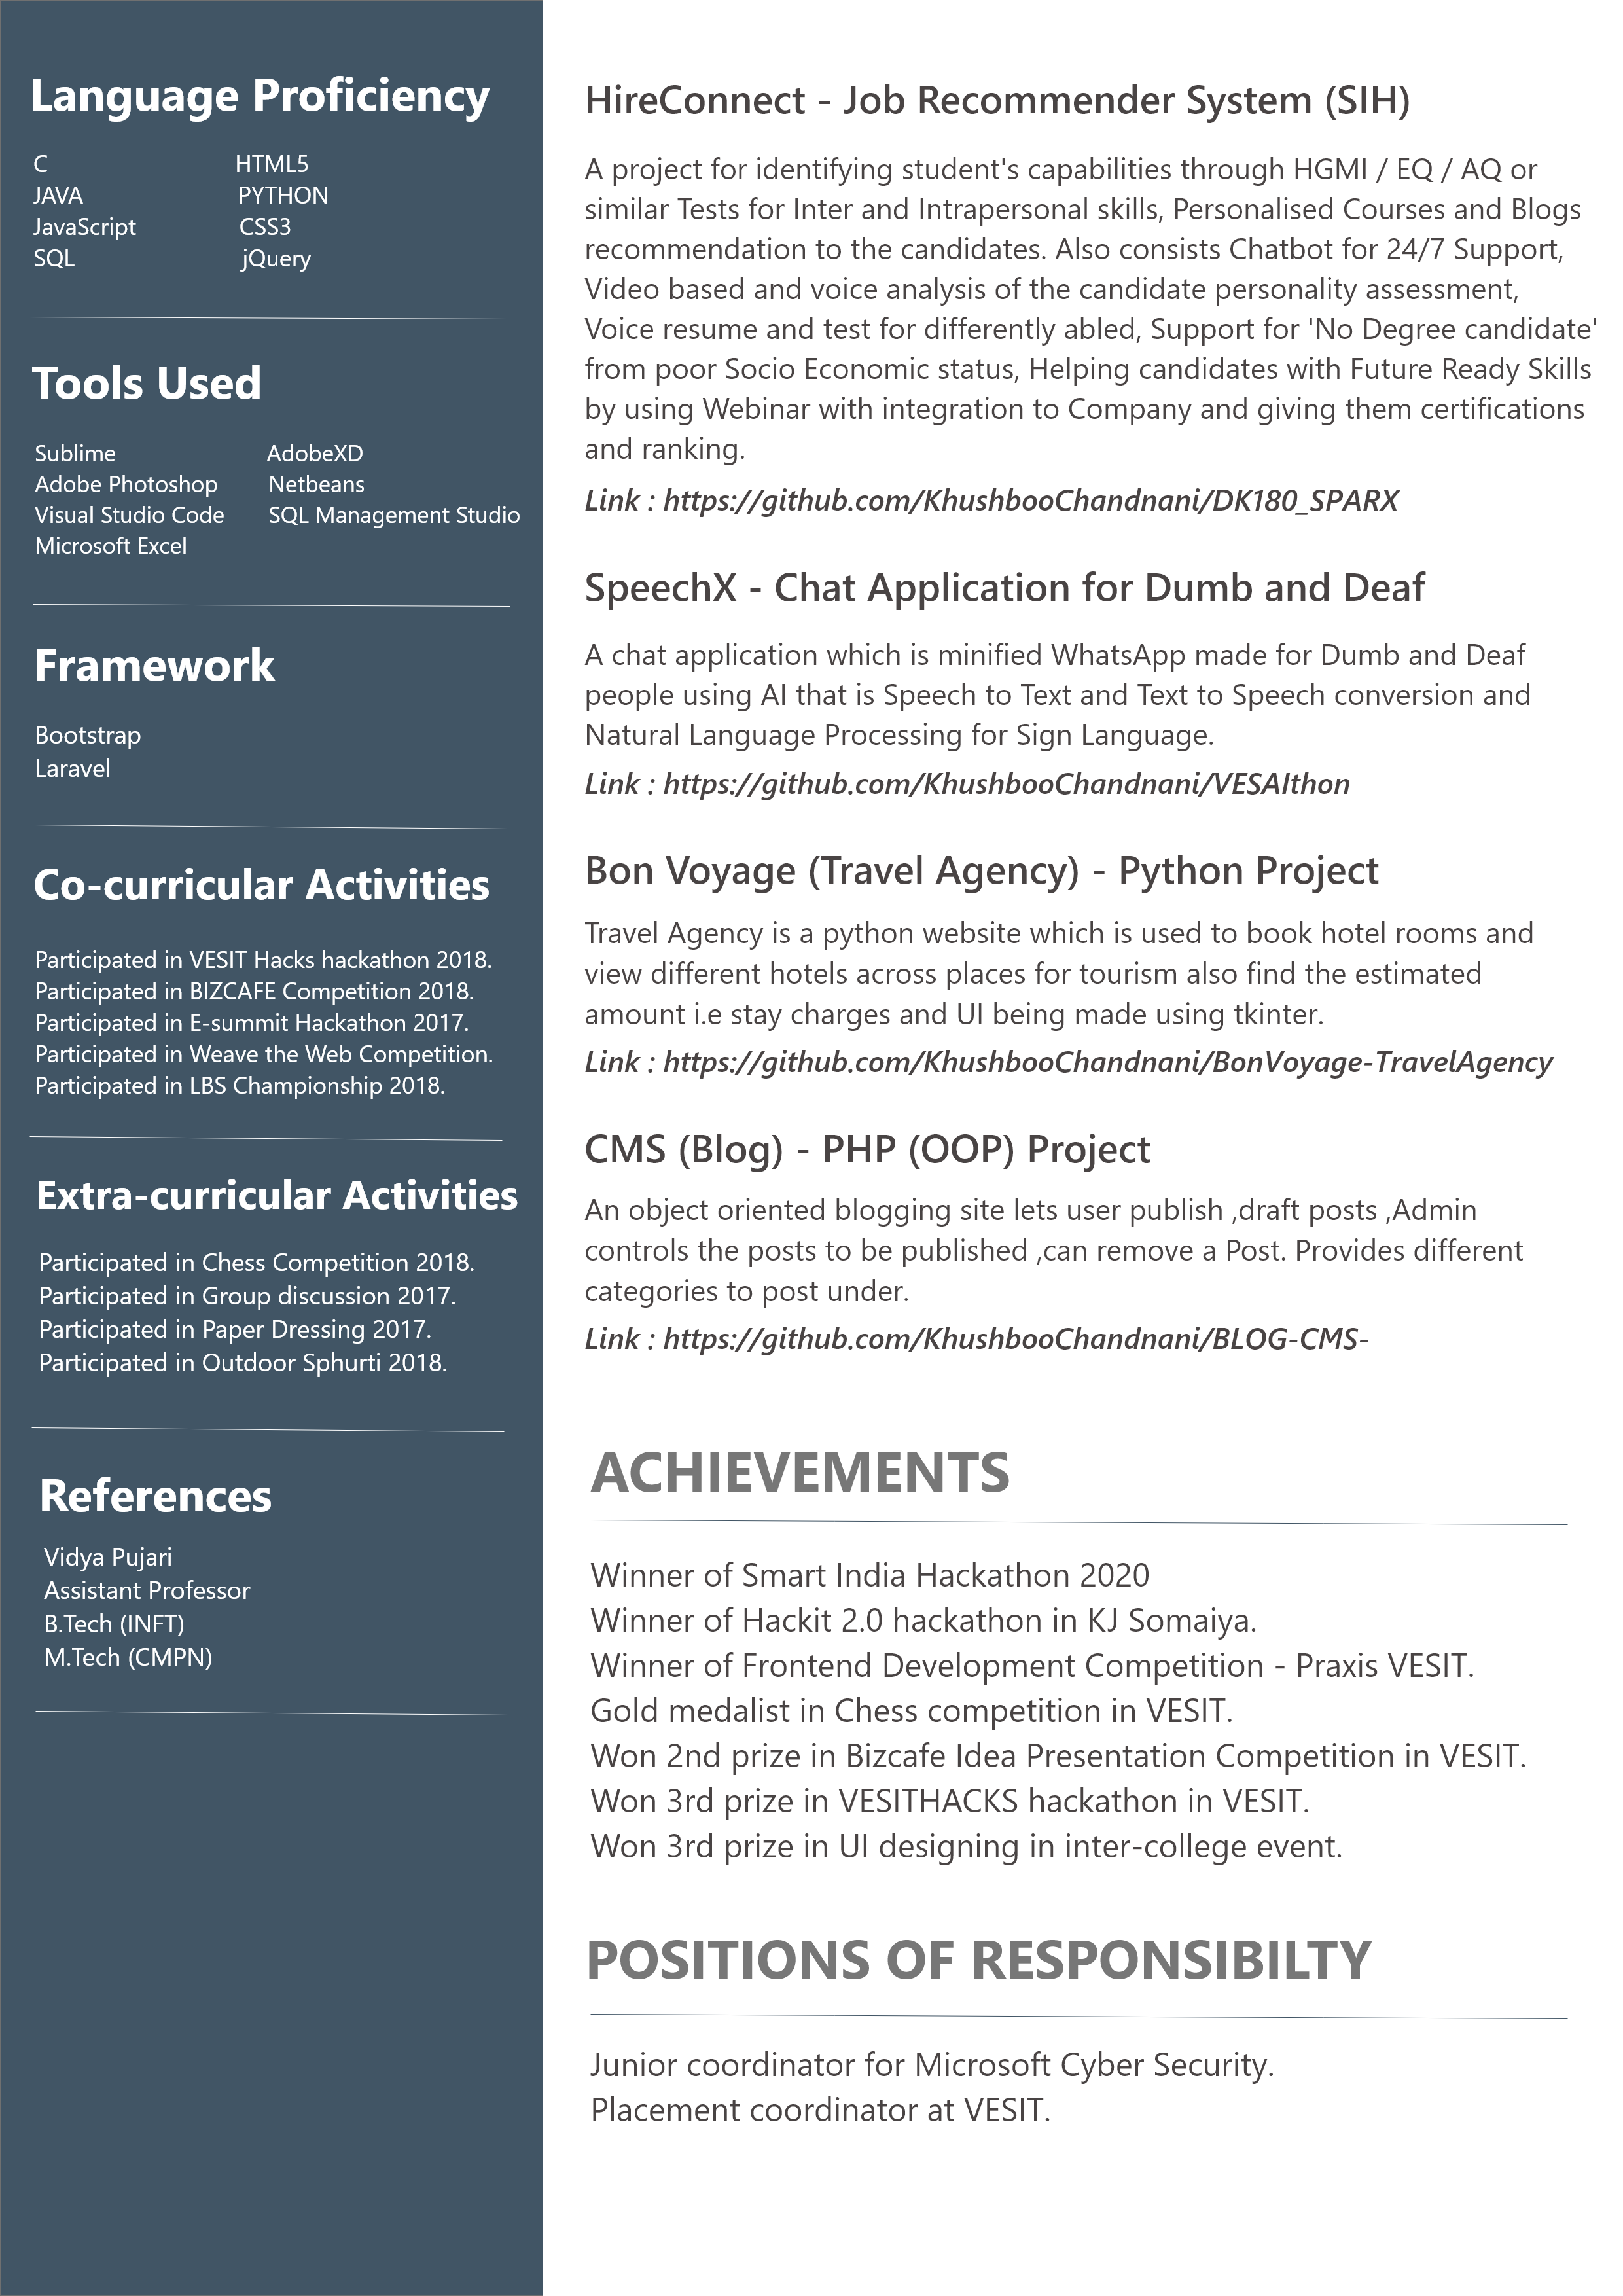 Language Proficiency
C HTML5
JAVA PYTHON
JavaScript CSS3
SQL jQuery
Tools Used
Sublime AdobeXD
Adobe Photoshop Netbeans
Visual Studio Code SQL Management Studio
Microsoft Excel
Framework
Bootstrap
Laravel
Co-curricular Activities
Participated in VESIT Hacks hackathon 2018.
Participated in BIZCAFE Competition 2018.
Participated in E-summit Hackathon 2017.
Participated in Weave the Web Competition.
Participated in LBS Championship 2018.
Extra-curricular Activities
Participated in Chess Competition 2018.
Participated in Group discussion 2017.
Participated in Paper Dressing 2017.
Participated in Outdoor Sphurti 2018.
References
Vidya Pujari
Assistant Professor
B.Tech (INFT)
M.Tech (CMPN)
HireConnect - Job Recommender System (SIH)
A project for identifying student's capabilities through HGMI / EQ / AQ or
similar Tests for Inter and Intrapersonal skills, Personalised Courses and Blogs
recommendation to the candidates. Also consists Chatbot for 24/7 Support,
Video based and voice analysis of the candidate personality assessment,
Voice resume and test for differently abled, Support for 'No Degree candidate'
from poor Socio Economic status, Helping candidates with Future Ready Skills
by using Webinar with integration to Company and giving them certifications
and ranking.
Link : https://github.com/KhushbooChandnani/DK180_SPARX
SpeechX - Chat Application for Dumb and Deaf
A chat application which is minified WhatsApp made for Dumb and Deaf
people using AI that is Speech to Text and Text to Speech conversion and
Natural Language Processing for Sign Language.
Link : https://github.com/KhushbooChandnani/VESAIthon
Bon Voyage (Travel Agency) - Python Project
Travel Agency is a python website which is used to book hotel rooms and
view different hotels across places for tourism also find the estimated
amount i.e stay charges and UI being made using tkinter.
Link : https://github.com/KhushbooChandnani/BonVoyage-TravelAgency
CMS (Blog) - PHP (OOP) Project
An object oriented blogging site lets user publish ,draft posts ,Admin
controls the posts to be published ,can remove a Post. Provides different
categories to post under.
Link : https://github.com/KhushbooChandnani/BLOG-CMS-
ACHIEVEMENTS
Winner of Smart India Hackathon 2020
Winner of Hackit 2.0 hackathon in KJ Somaiya.
Winner of Frontend Development Competition - Praxis VESIT.
Gold medalist in Chess competition in VESIT.
Won 2nd prize in Bizcafe Idea Presentation Competition in VESIT.
Won 3rd prize in VESITHACKS hackathon in VESIT.
Won 3rd prize in UI designing in inter-college event.
POSITIONS OF RESPONSIBILTY
Junior coordinator for Microsoft Cyber Security.
Placement coordinator at VESIT.